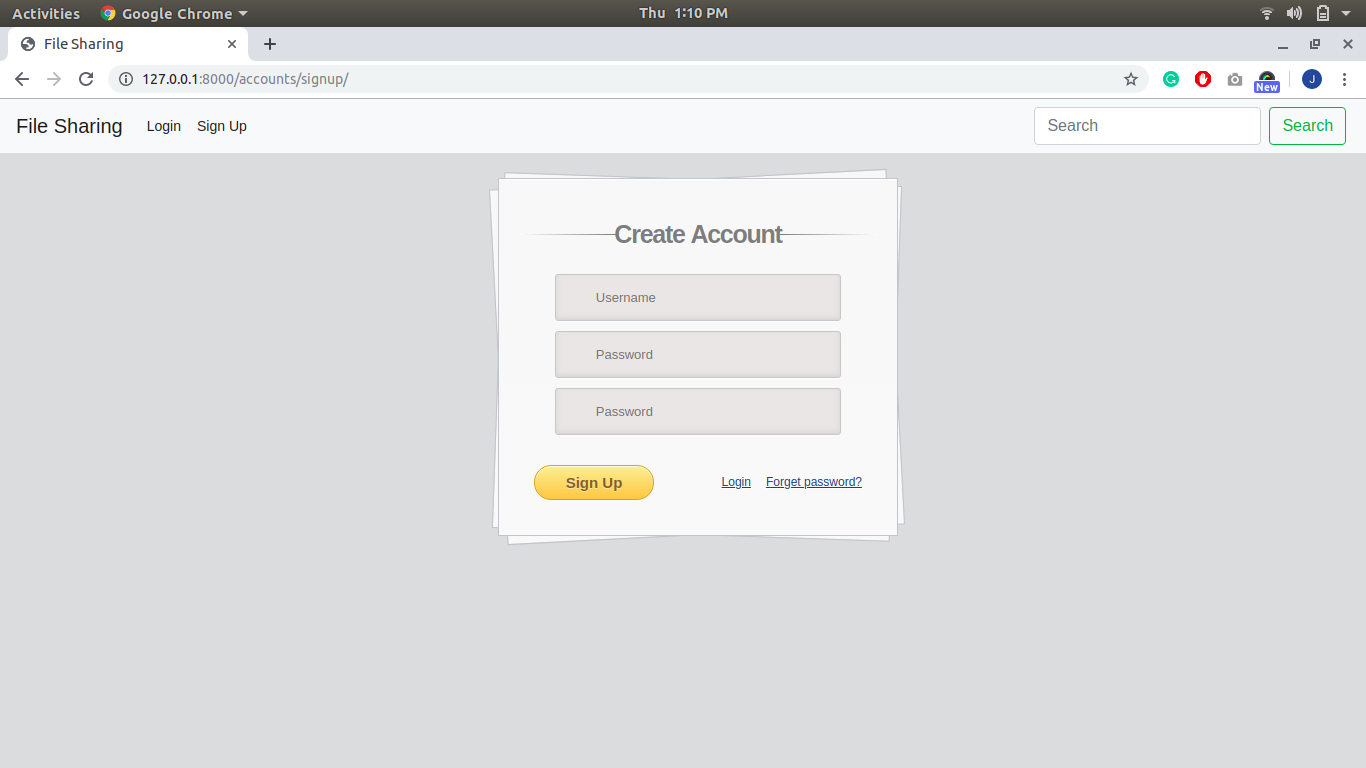 Activities Google Chrome Thu 1:10 PM
File Sharing
127.0.0.1:8000/accounts/signup/
New
J
File Sharing Login Sign Up Search Search
Create Account
Username
Password
Password
Sign Up Login Forget password?